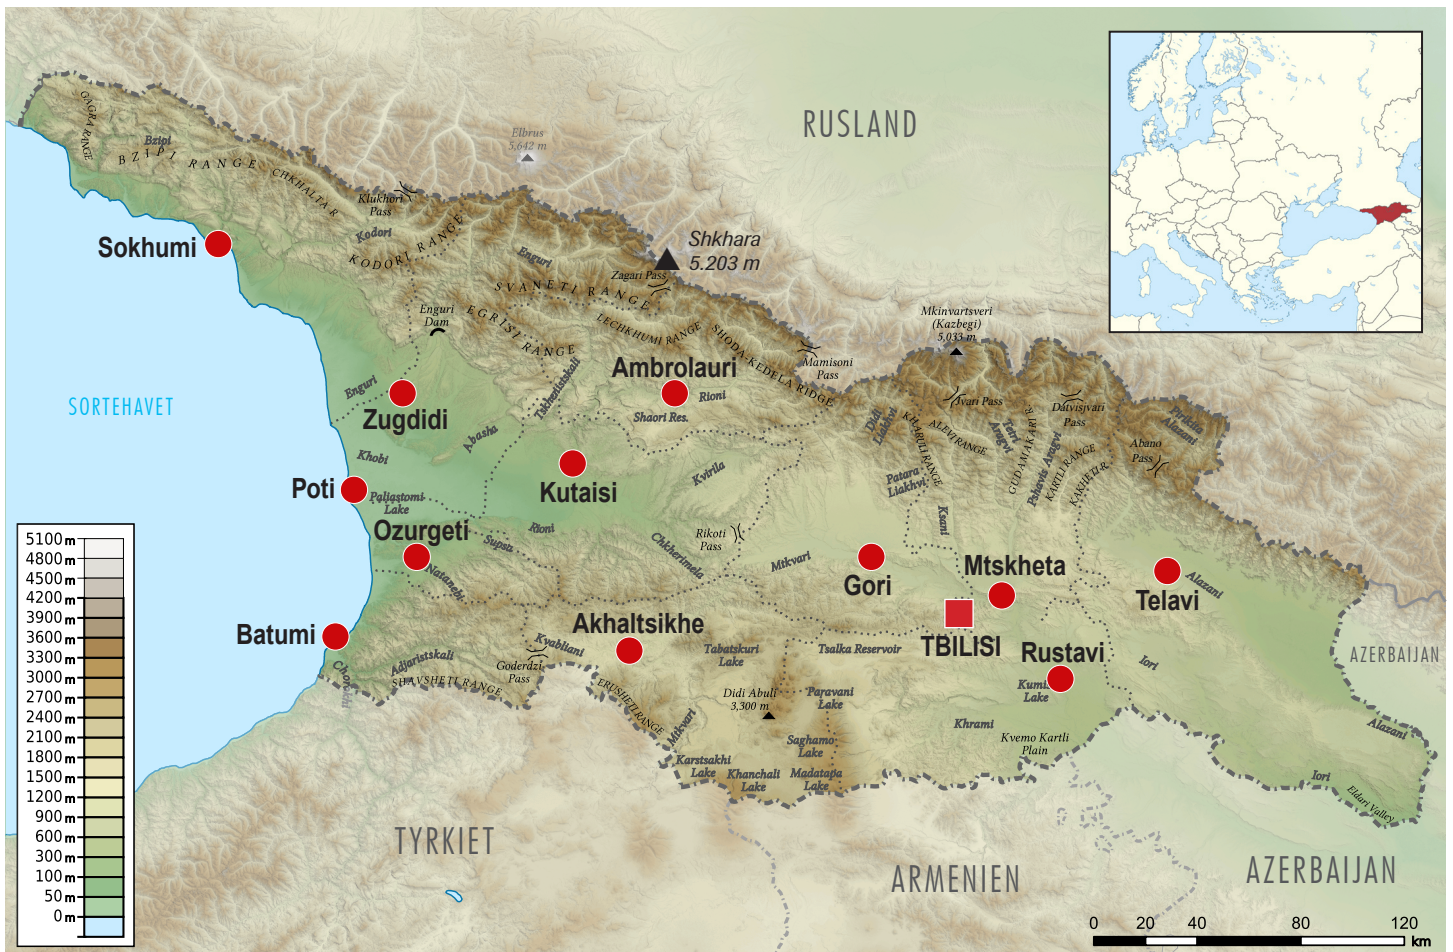 RUSLAND
GAGRA RANGE
Bzipi
BZIPI RANGE
CHKHALTA R
Elbrus
5,642 m
Klukhori
Pass
Kodori
KODORI RANGE
Sokhumi
Enguri
Shkhara
5.203 m
Zagari Pass
SVANETI RANGE
Enguri
Dam
EGRISI RANGE
LECHKHUMI RANGE
SHODA-KEDELA RIDGE
Mkinvartsveri
(Kazbegi)
5,033 m
Mamisoni
Pass
SORTEHAVET
Enguri
Zugdidi
Tskhenistskali
Ambrolauri
Rioni
Shaori Res.
Didi
Liakhvi
KHARULI RANGE
ALEVI RANGE
Jvari Pass
Tetri
Aragvi
GUDAMAKARI R.
Datvisjvari
Pass
Pshavis Aragvi
KARTLI RANGE
KAKHETI R.
Abano
Pass
Pirikita
Alazani
Abasha
Khobi
Poti
Paliastomi
Lake
Kutaisi
Kvirila
Patara
Liakhvi
Ksani
Ozurgeti
Supsa
Rioni
Natanebi
Chkherimela
Rikoti
Pass
Mtkvari
Gori
Mtskheta
Telavi
Alazani
Batumi
Akhaltsikhe
TBILISI
Rustavi
Adjaristskali
SHAVSHETI RANGE
Kvabliani
Goderdzi
Pass
ERUSHETI RANGE
Mtkvari
Tabatskuri
Lake
Tsalka Reservoir
Didi Abuli
3,300 m
Paravani
Lake
Saghamo
Lake
Karstsakhi
Lake
Khanchali
Lake
Madatapa
Lake
Khrami
Lake
Kvemo Kartli
Plain
Iori
AZERBAIJAN
Alazani
Iori
Eldari Valley
TYRKIET
ARMENIEN
AZERBAIJAN
5100 m
4800 m
4500 m
4200 m
3900 m
3600 m
3300 m
3000 m
2700 m
2400 m
2100 m
1800 m
1500 m
1200 m
900 m
600 m
300 m
100 m
50 m
0 m
0 20 40 80 120
km